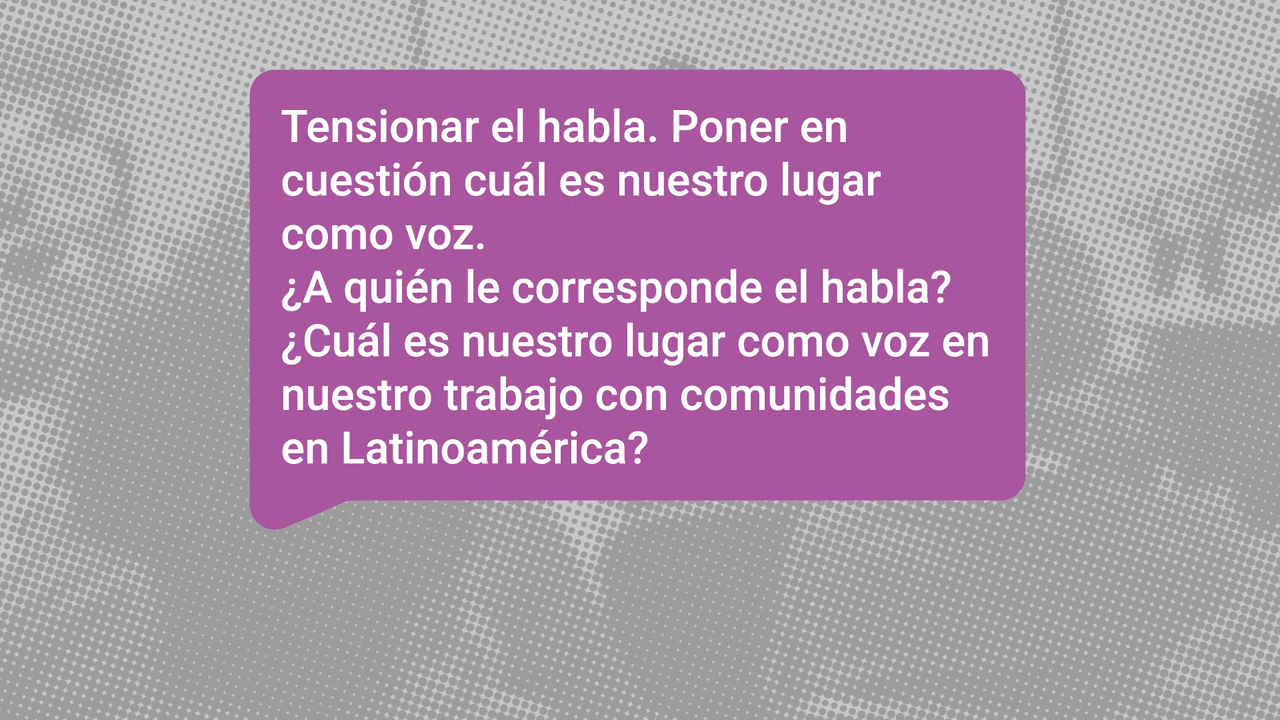 Tensionar el habla. Poner en
cuestión cuál es nuestro lugar
como voz.
¿A quién le corresponde el habla?
¿Cuál es nuestro lugar como voz en
nuestro trabajo con comunidades
en Latinoamérica?